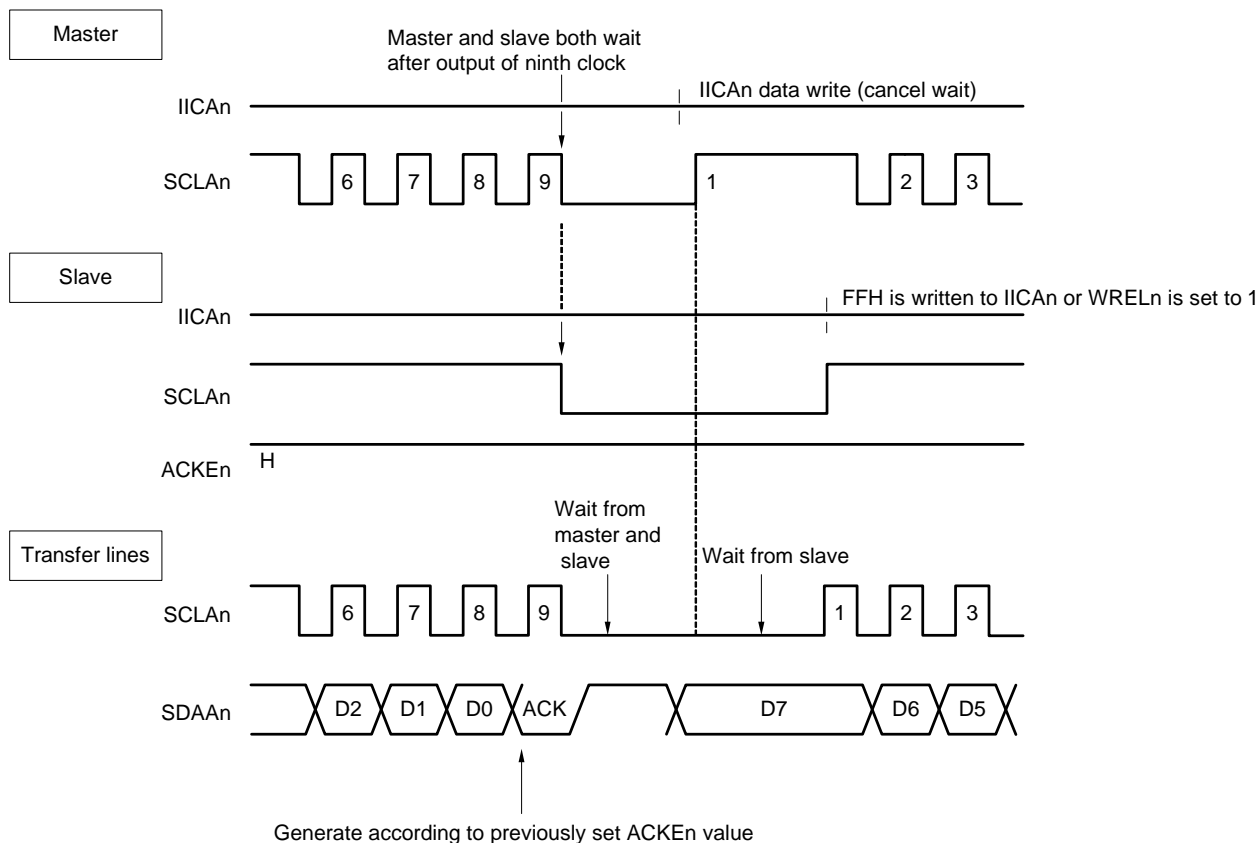 Master
Master and slave both wait
after output of ninth clock
IICAn
IICAn data write (cancel wait)
SCLAn
6 7 8 9 1 2 3
Slave
IICAn
FFH is written to IICAn or WRELn is set to 1
SCLAn
ACKEn
H
Transfer lines
Wait from
master and
slave
Wait from slave
SCLAn
6 7 8 9 1 2 3
SDAAn
D2 D1 D0 ACK D7 D6 D5
Generate according to previously set ACKEn value